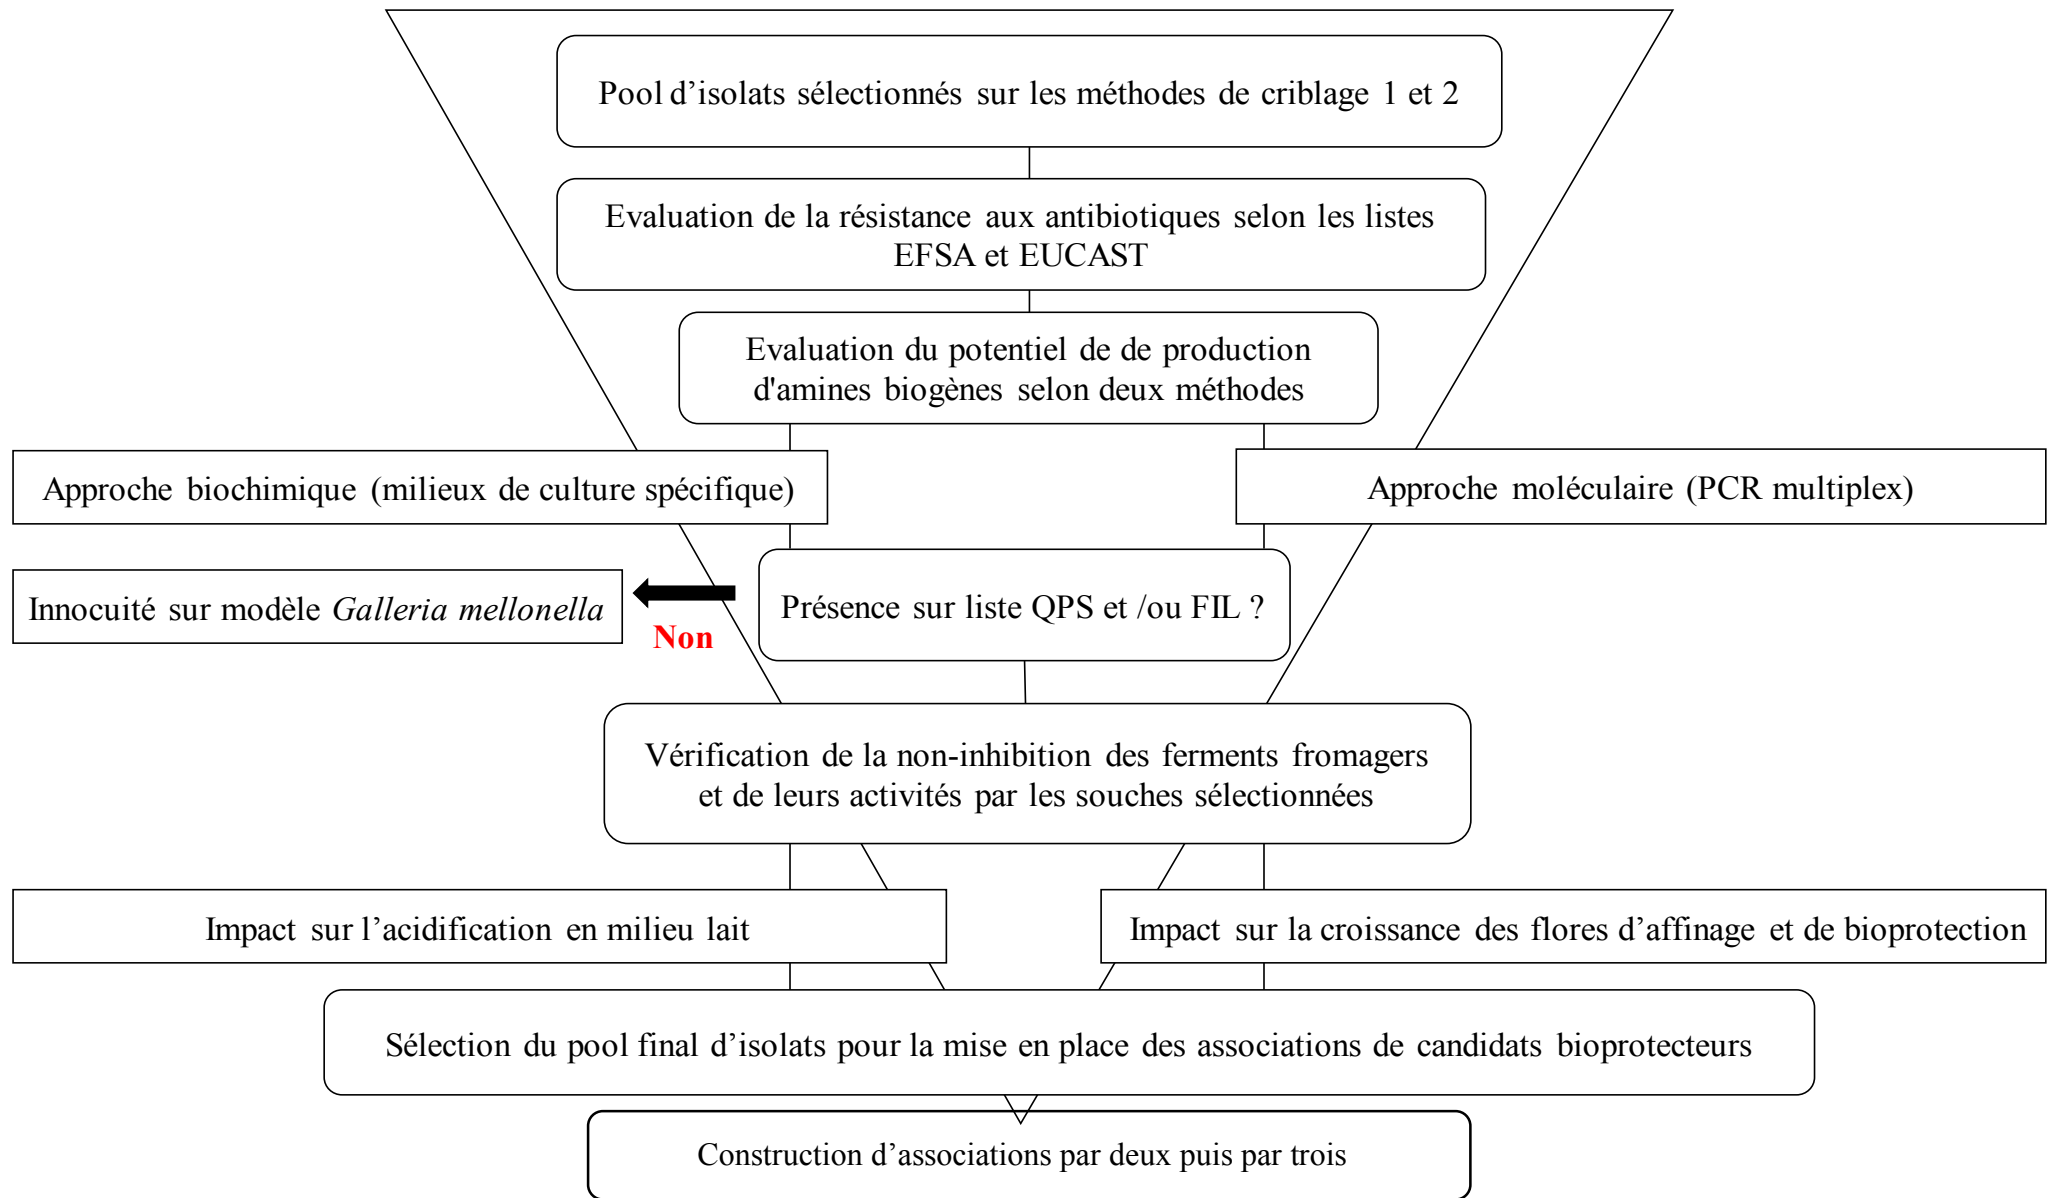 Pool d’isolats sélectionnés sur les méthodes de criblage 1 et 2
Evaluation de la résistance aux antibiotiques selon les listes
EFSA et EUCAST
Evaluation du potentiel de de production
d'amines biogènes selon deux méthodes
Approche biochimique (milieux de culture spécifique)
Approche moléculaire (PCR multiplex)
Innocuité sur modèle Galleria mellonella
Non
Présence sur liste QPS et /ou FIL ?
Vérification de la non-inhibition des ferments fromagers
et de leurs activités par les souches sélectionnées
Impact sur l’acidification en milieu lait
Impact sur la croissance des flores d’affinage et de bioprotection
Sélection du pool final d’isolats pour la mise en place des associations de candidats bioprotecteurs
Construction d’associations par deux puis par trois